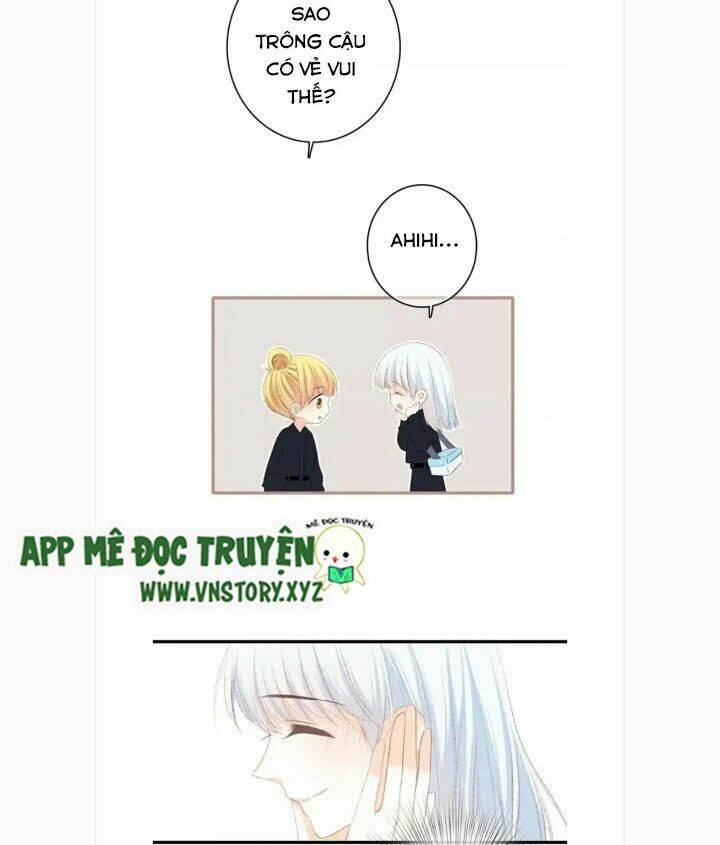 SAO
TRÔNG CẬU
CÓ VẺ VUI
THẾ?
AHIHI...
MÊ ĐỌC TRUYỆN
APP MÊ ĐỌC TRUYỆN
WWW.VNSTORY.XYZ